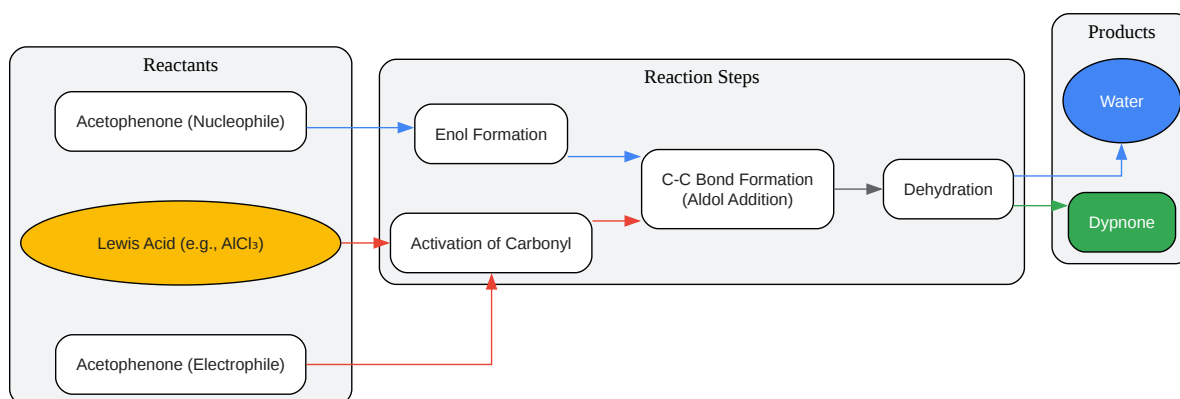 Reactants
Acetophenone (Nucleophile)
Lewis Acid (e.g., AlCl₃)
Acetophenone (Electrophile)
Reaction Steps
Enol Formation
Activation of Carbonyl
C-C Bond Formation
(Aldol Addition)
Dehydration
Products
Water
Dypnone